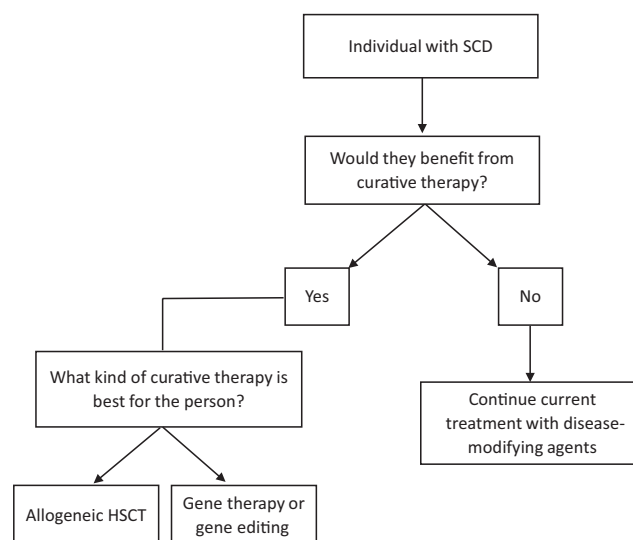 Individual with SCD
Would they benefit from
curative therapy?
Yes
No
What kind of curative therapy is
best for the person?
Continue current
treatment with disease-
modifying agents
Allogeneic HSCT
Gene therapy or
gene editing